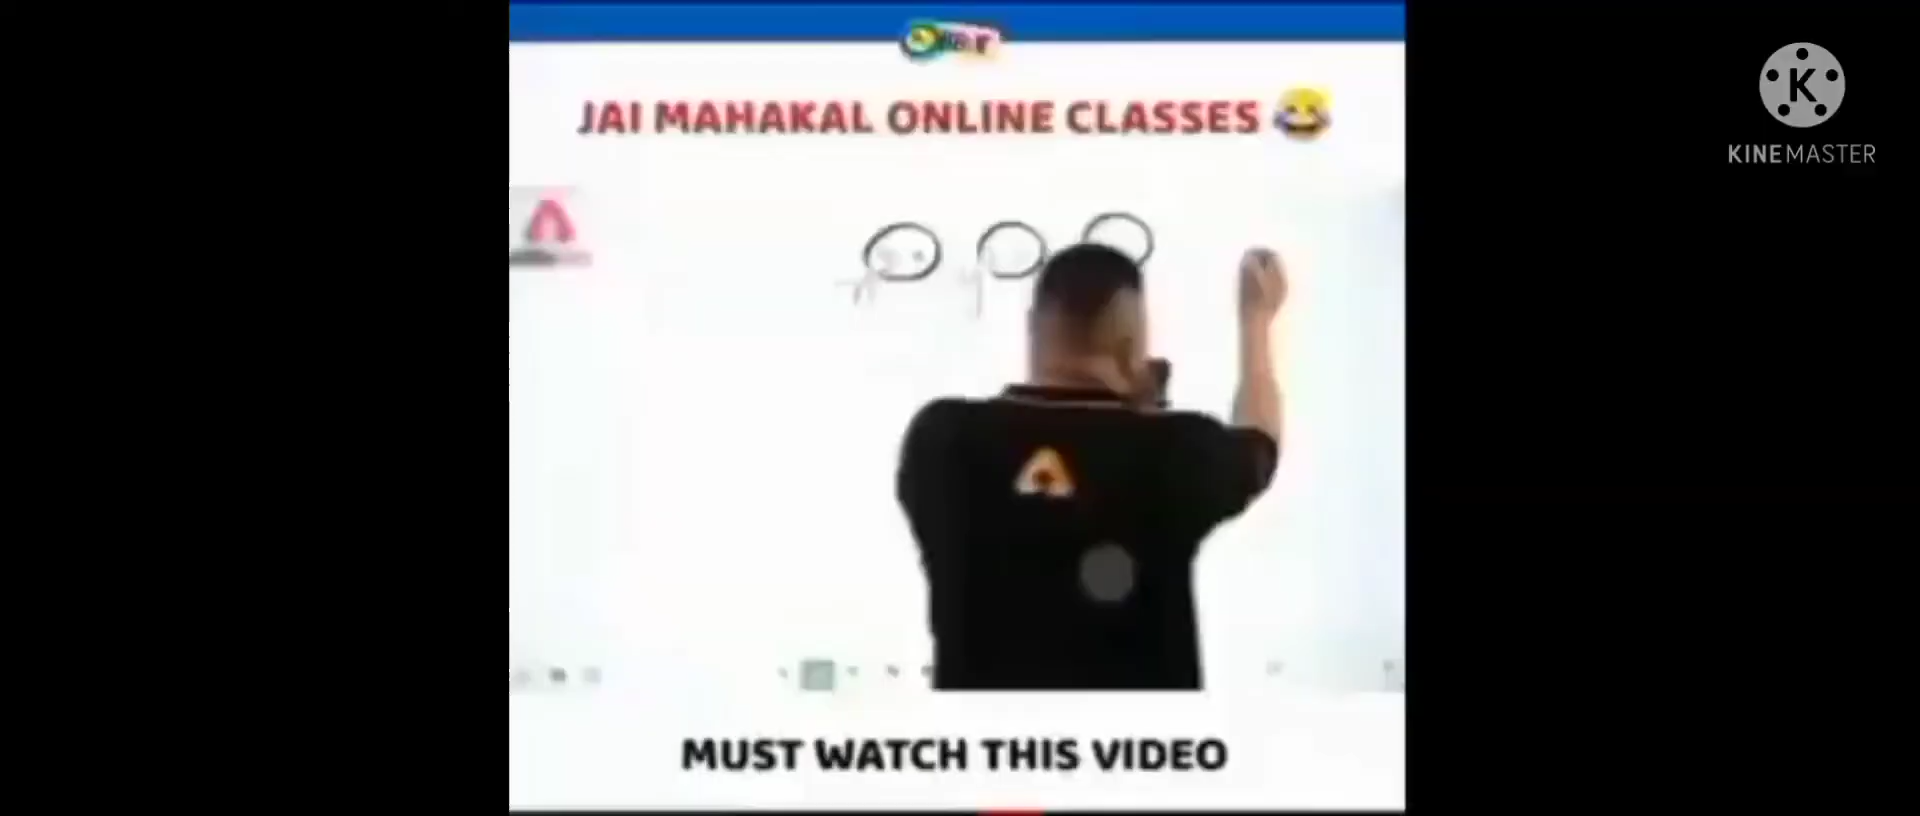 JAI MAHAKAL ONLINE CLASSES 😂
KINEMASTER
MUST WATCH THIS VIDEO